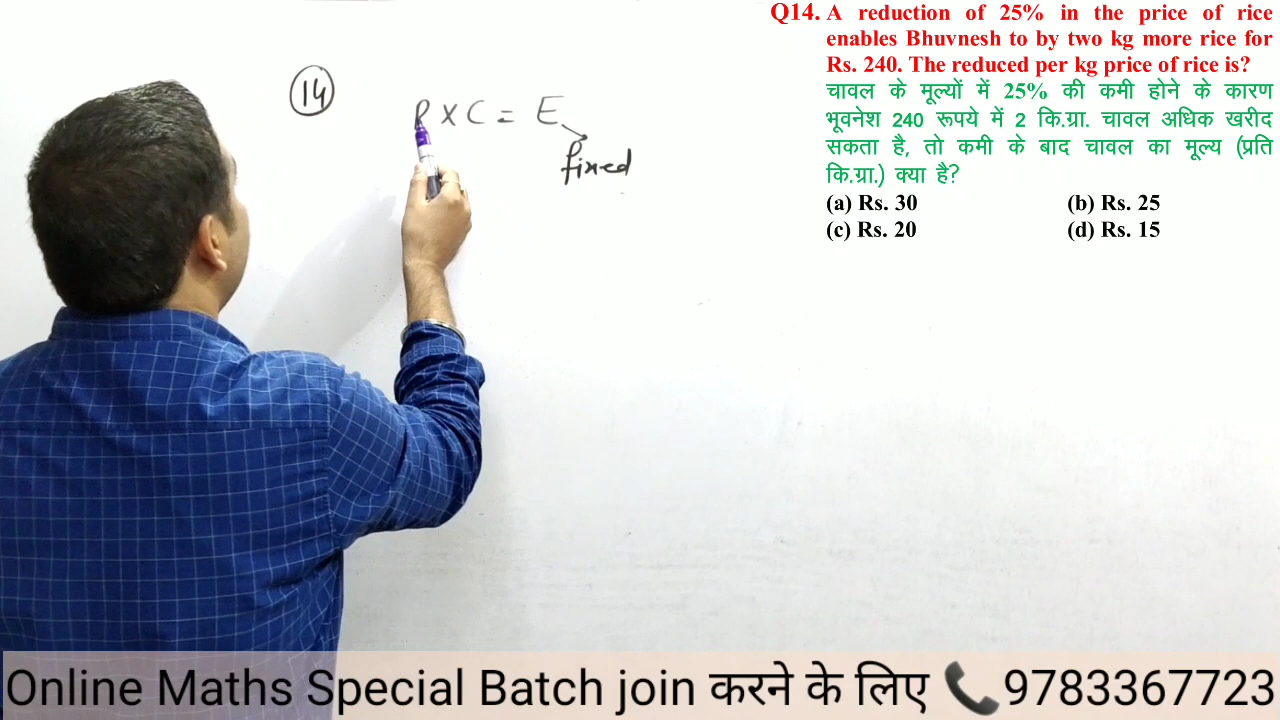 Q14. A reduction of 25% in the price of rice
enables Bhuvnesh to by two kg more rice for
Rs. 240. The reduced per kg price of rice is?
चावल के मूल्यों में 25% की कमी होने के कारण
भूवनेश 240 रूपये में 2 कि.ग्रा. चावल अधिक खरीद
सकता है, तो कमी के बाद चावल का मूल्य (प्रति
कि.ग्रा.) क्या है?
(a) Rs. 30 (b) Rs. 25
(c) Rs. 20 (d) Rs. 15
14
P × C = E
fixed
Online Maths Special Batch join करने के लिए 9783367723